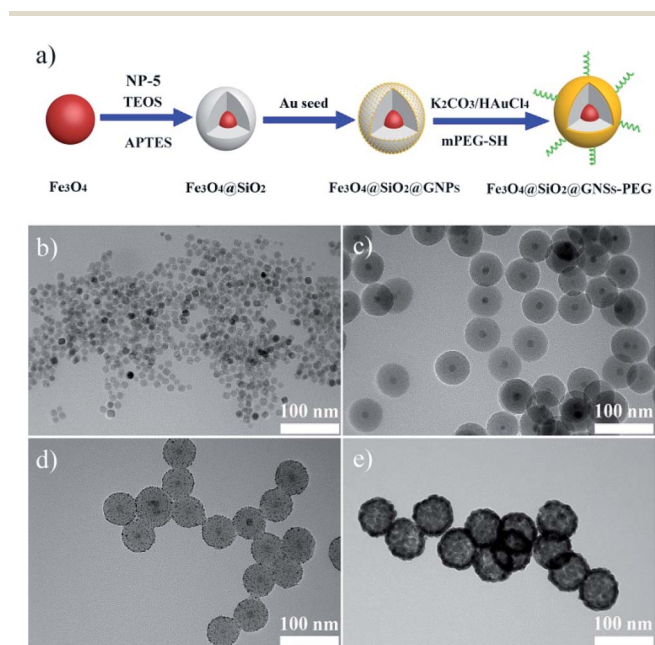 a)
NP-5
TEOS
APTES
Au seed
K₂CO₃/HAuCl₄
mPEG-SH
Fe₃O₄
Fe₃O₄@SiO₂
Fe₃O₄@SiO₂@GNPs
Fe₃O₄@SiO₂@GNSs-PEG
b)
100 nm
c)
100 nm
d)
100 nm
e)
100 nm